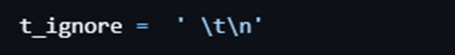 t_ignore = ' \t\n'